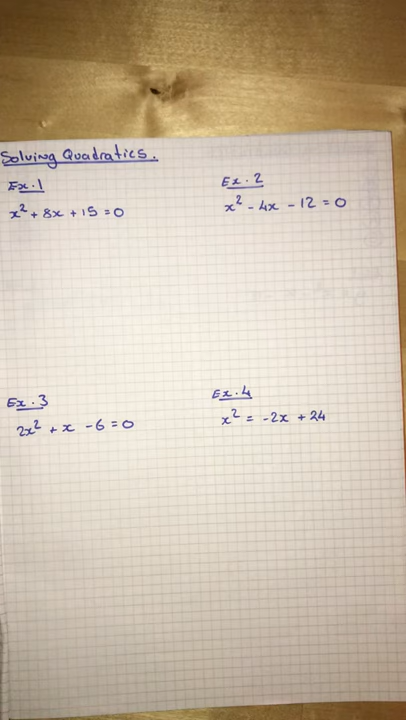 Solving Quadratics.
Ex.1
x² + 8x + 15 = 0
Ex.2
x² - 4x - 12 = 0
Ex.3
2x² + x - 6 = 0
Ex.4
x² = -2x + 24